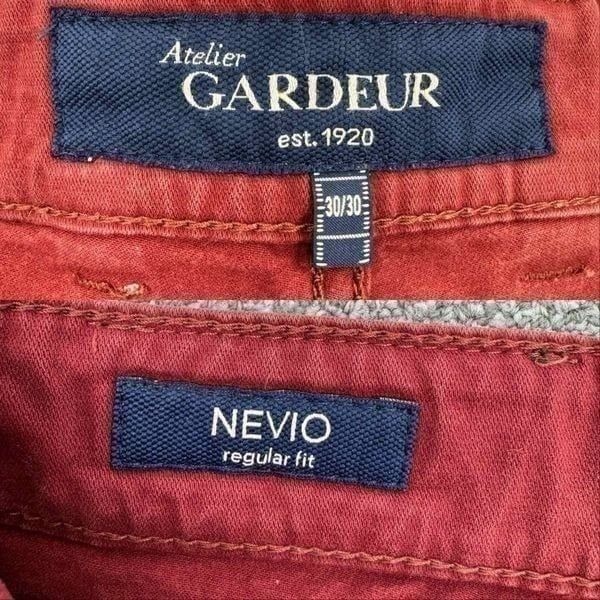 Atelier
GARDEUR
est. 1920
30/30
NEVIO
regular fit